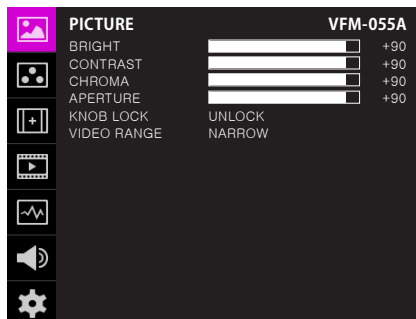 PICTURE VFM-055A
BRIGHT +90
CONTRAST +90
CHROMA +90
APERTURE +90
KNOB LOCK UNLOCK
VIDEO RANGE NARROW